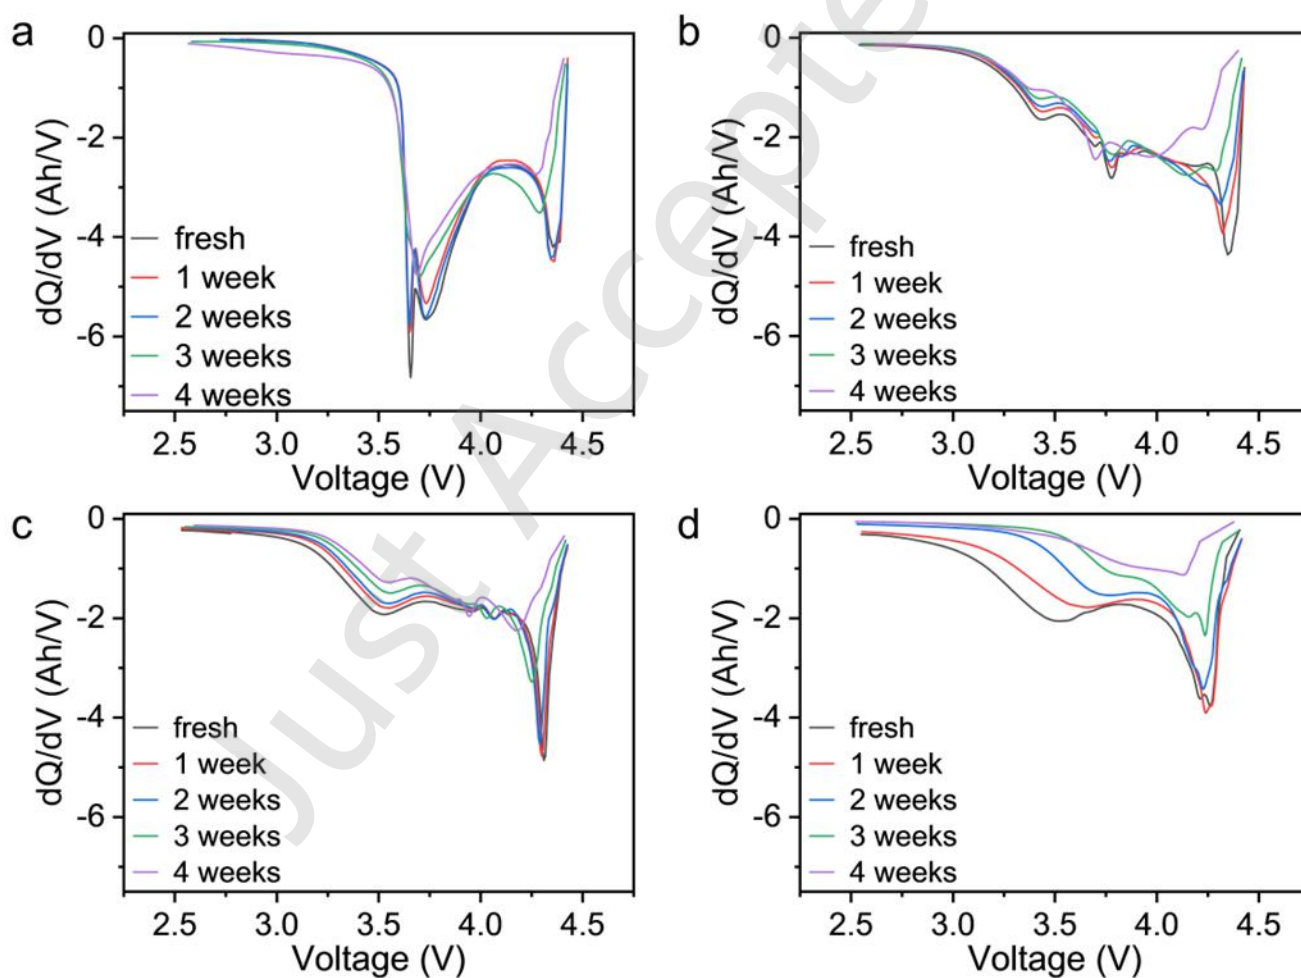 a
0
-2
-4
-6
dQ/dV (Ah/V)
fresh
1 week
2 weeks
3 weeks
4 weeks
2.5 3.0 3.5 4.0 4.5
Voltage (V)
b
0
-2
-4
-6
dQ/dV (Ah/V)
fresh
1 week
2 weeks
3 weeks
4 weeks
2.5 3.0 3.5 4.0 4.5
Voltage (V)
c
0
-2
-4
-6
dQ/dV (Ah/V)
fresh
1 week
2 weeks
3 weeks
4 weeks
2.5 3.0 3.5 4.0 4.5
Voltage (V)
d
0
-2
-4
-6
dQ/dV (Ah/V)
fresh
1 week
2 weeks
3 weeks
4 weeks
2.5 3.0 3.5 4.0 4.5
Voltage (V)
Just Accepte